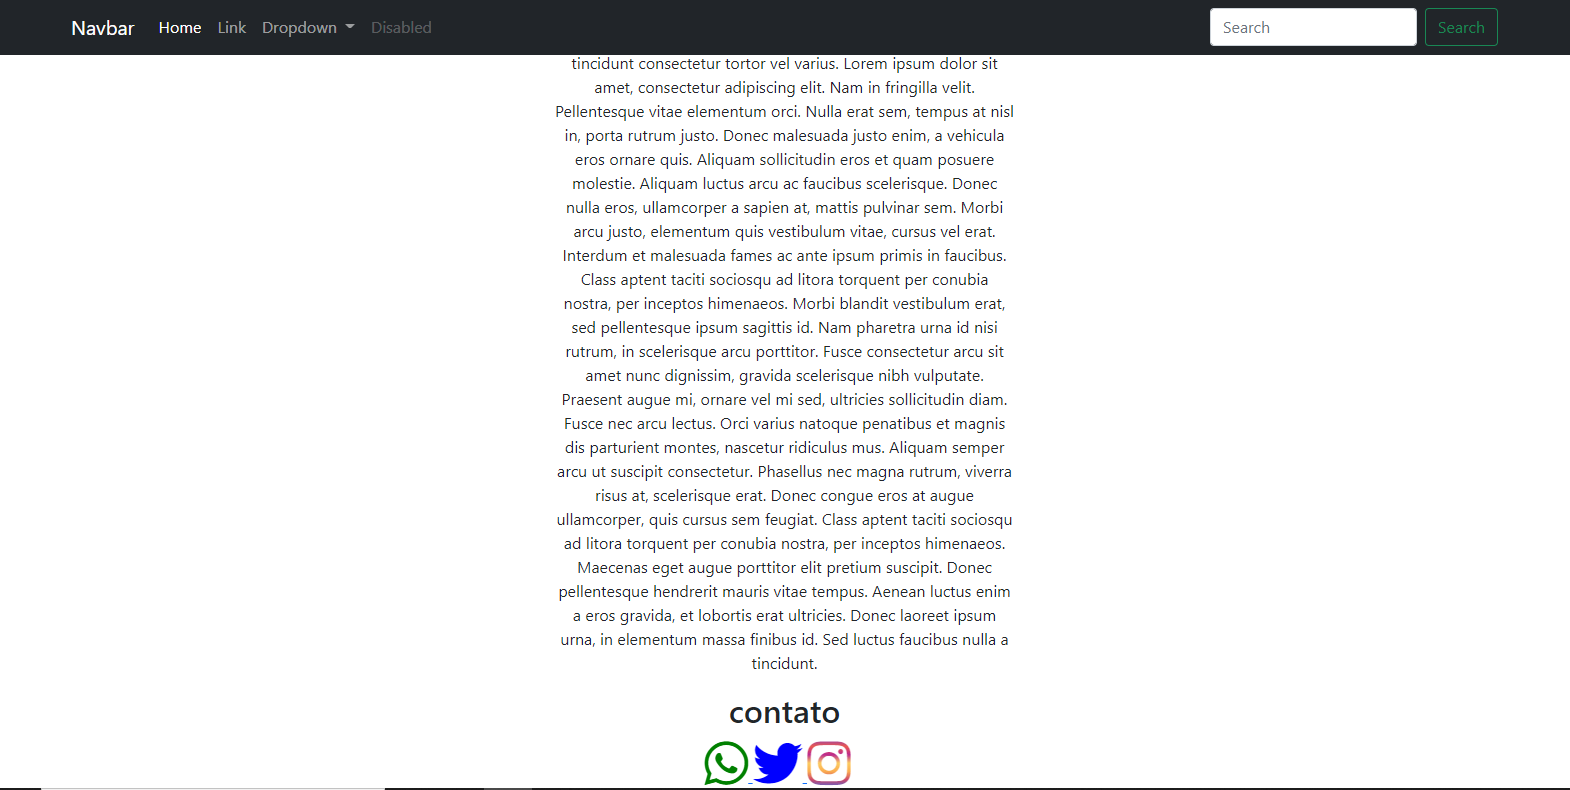 Navbar Home Link Dropdown Disabled Search Search
tincidunt consectetur tortor vel varius. Lorem ipsum dolor sit
amet, consectetur adipiscing elit. Nam in fringilla velit.
Pellentesque vitae elementum orci. Nulla erat sem, tempus at nisl
in, porta rutrum justo. Donec malesuada justo enim, a vehicula
eros ornare quis. Aliquam sollicitudin eros et quam posuere
molestie. Aliquam luctus arcu ac faucibus scelerisque. Donec
nulla eros, ullamcorper a sapien at, mattis pulvinar sem. Morbi
arcu justo, elementum quis vestibulum vitae, cursus vel erat.
Interdum et malesuada fames ac ante ipsum primis in faucibus.
Class aptent taciti sociosqu ad litora torquent per conubia
nostra, per inceptos himenaeos. Morbi blandit vestibulum erat,
sed pellentesque ipsum sagittis id. Nam pharetra urna id nisi
rutrum, in scelerisque arcu porttitor. Fusce consectetur arcu sit
amet nunc dignissim, gravida scelerisque nibh vulputate.
Praesent augue mi, ornare vel mi sed, ultricies sollicitudin diam.
Fusce nec arcu lectus. Orci varius natoque penatibus et magnis
dis parturient montes, nascetur ridiculus mus. Aliquam semper
arcu ut suscipit consectetur. Phasellus nec magna rutrum, viverra
risus at, scelerisque erat. Donec congue eros at augue
ullamcorper, quis cursus sem feugiat. Class aptent taciti sociosqu
ad litora torquent per conubia nostra, per inceptos himenaeos.
Maecenas eget augue porttitor elit pretium suscipit. Donec
pellentesque hendrerit mauris vitae tempus. Aenean luctus enim
a eros gravida, et lobortis erat ultricies. Donec laoreet ipsum
urna, in elementum massa finibus id. Sed luctus faucibus nulla a
tincidunt.
contato